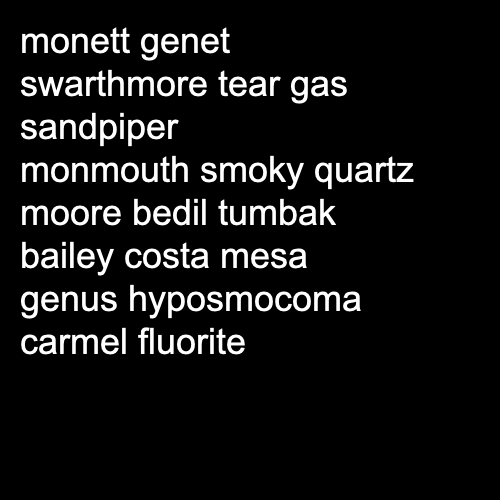 monett genet
swarthmore tear gas
sandpiper
monmouth smoky quartz
moore bedil tumbak
bailey costa mesa
genus hyposmocoma
carmel fluorite